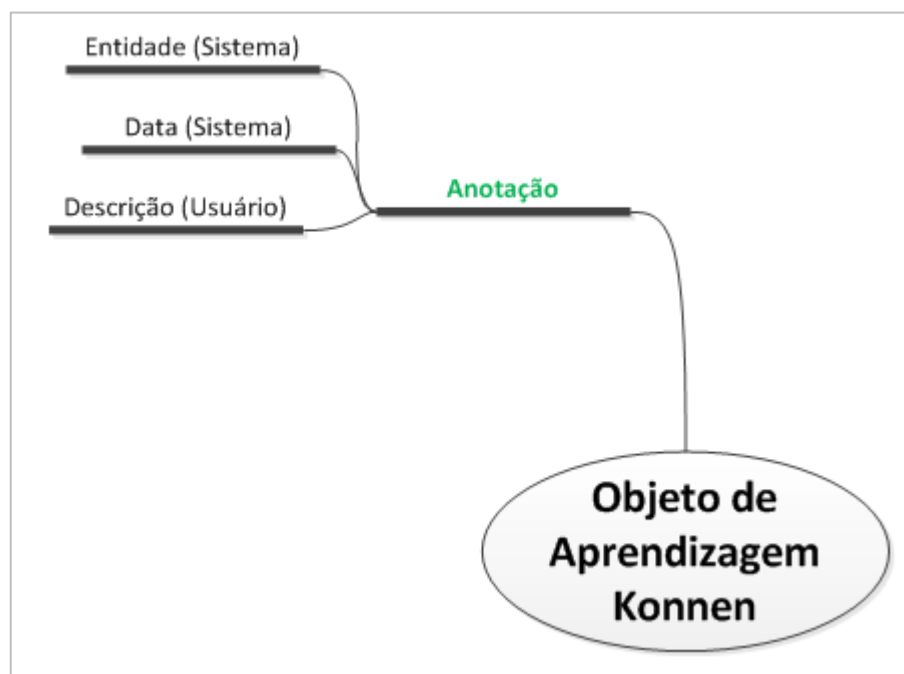 Entidade (Sistema)
Data (Sistema)
Anotação
Descrição (Usuário)
Objeto de
Aprendizagem
Konnen